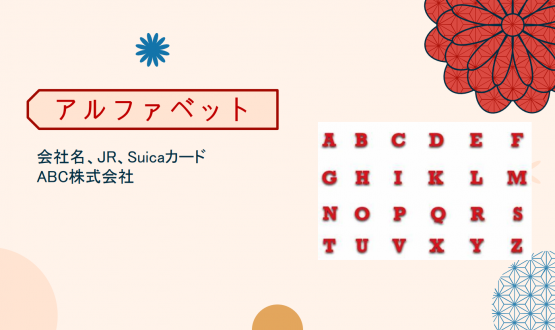 アルファベット
会社名、JR、Suicaカード
ABC株式会社
A B C D E F
G H I K L M
N O P Q R S
T U V X Y Z